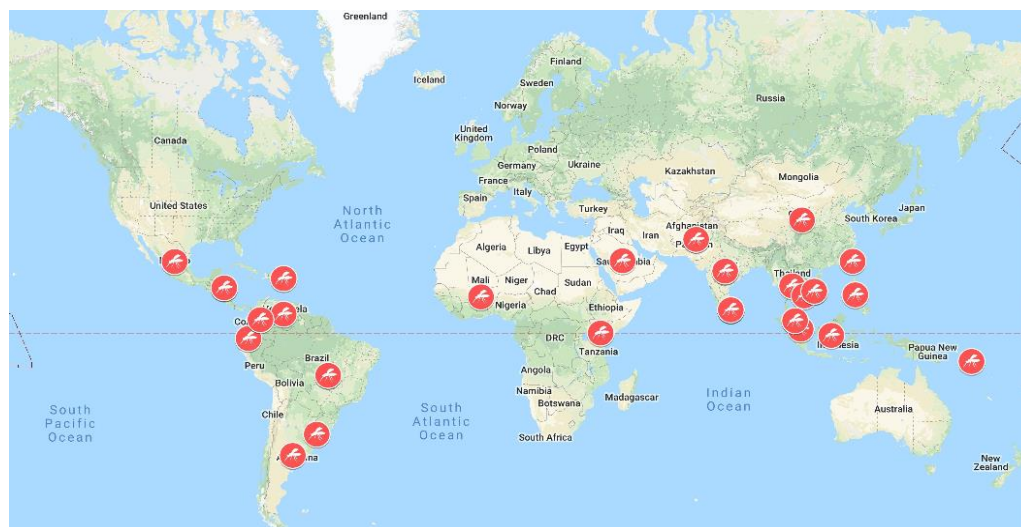 Greenland
Iceland
Finland
Sweden
Norway
Russia
Canada
United
Kingdom
Poland
Germany
Ukraine
France
Kazakhstan
Mongolia
Italy
Spain
Turkey
United States
Japan
South Korea
North
Atlantic
Ocean
Afghanistan
Iraq
Iran
Algeria
Libya
Egypt
Mali
Niger
Sudan
Chad
Thailand
Nigeria
Ethiopia
DRC
Tanzania
Papua New
Guinea
Peru
Brazil
Bolivia
Angola
Namibia
Botswana
Madagascar
Indian
Ocean
Chile
South
Pacific
Ocean
South
Atlantic
Ocean
Australia
South Africa
New
Zealand